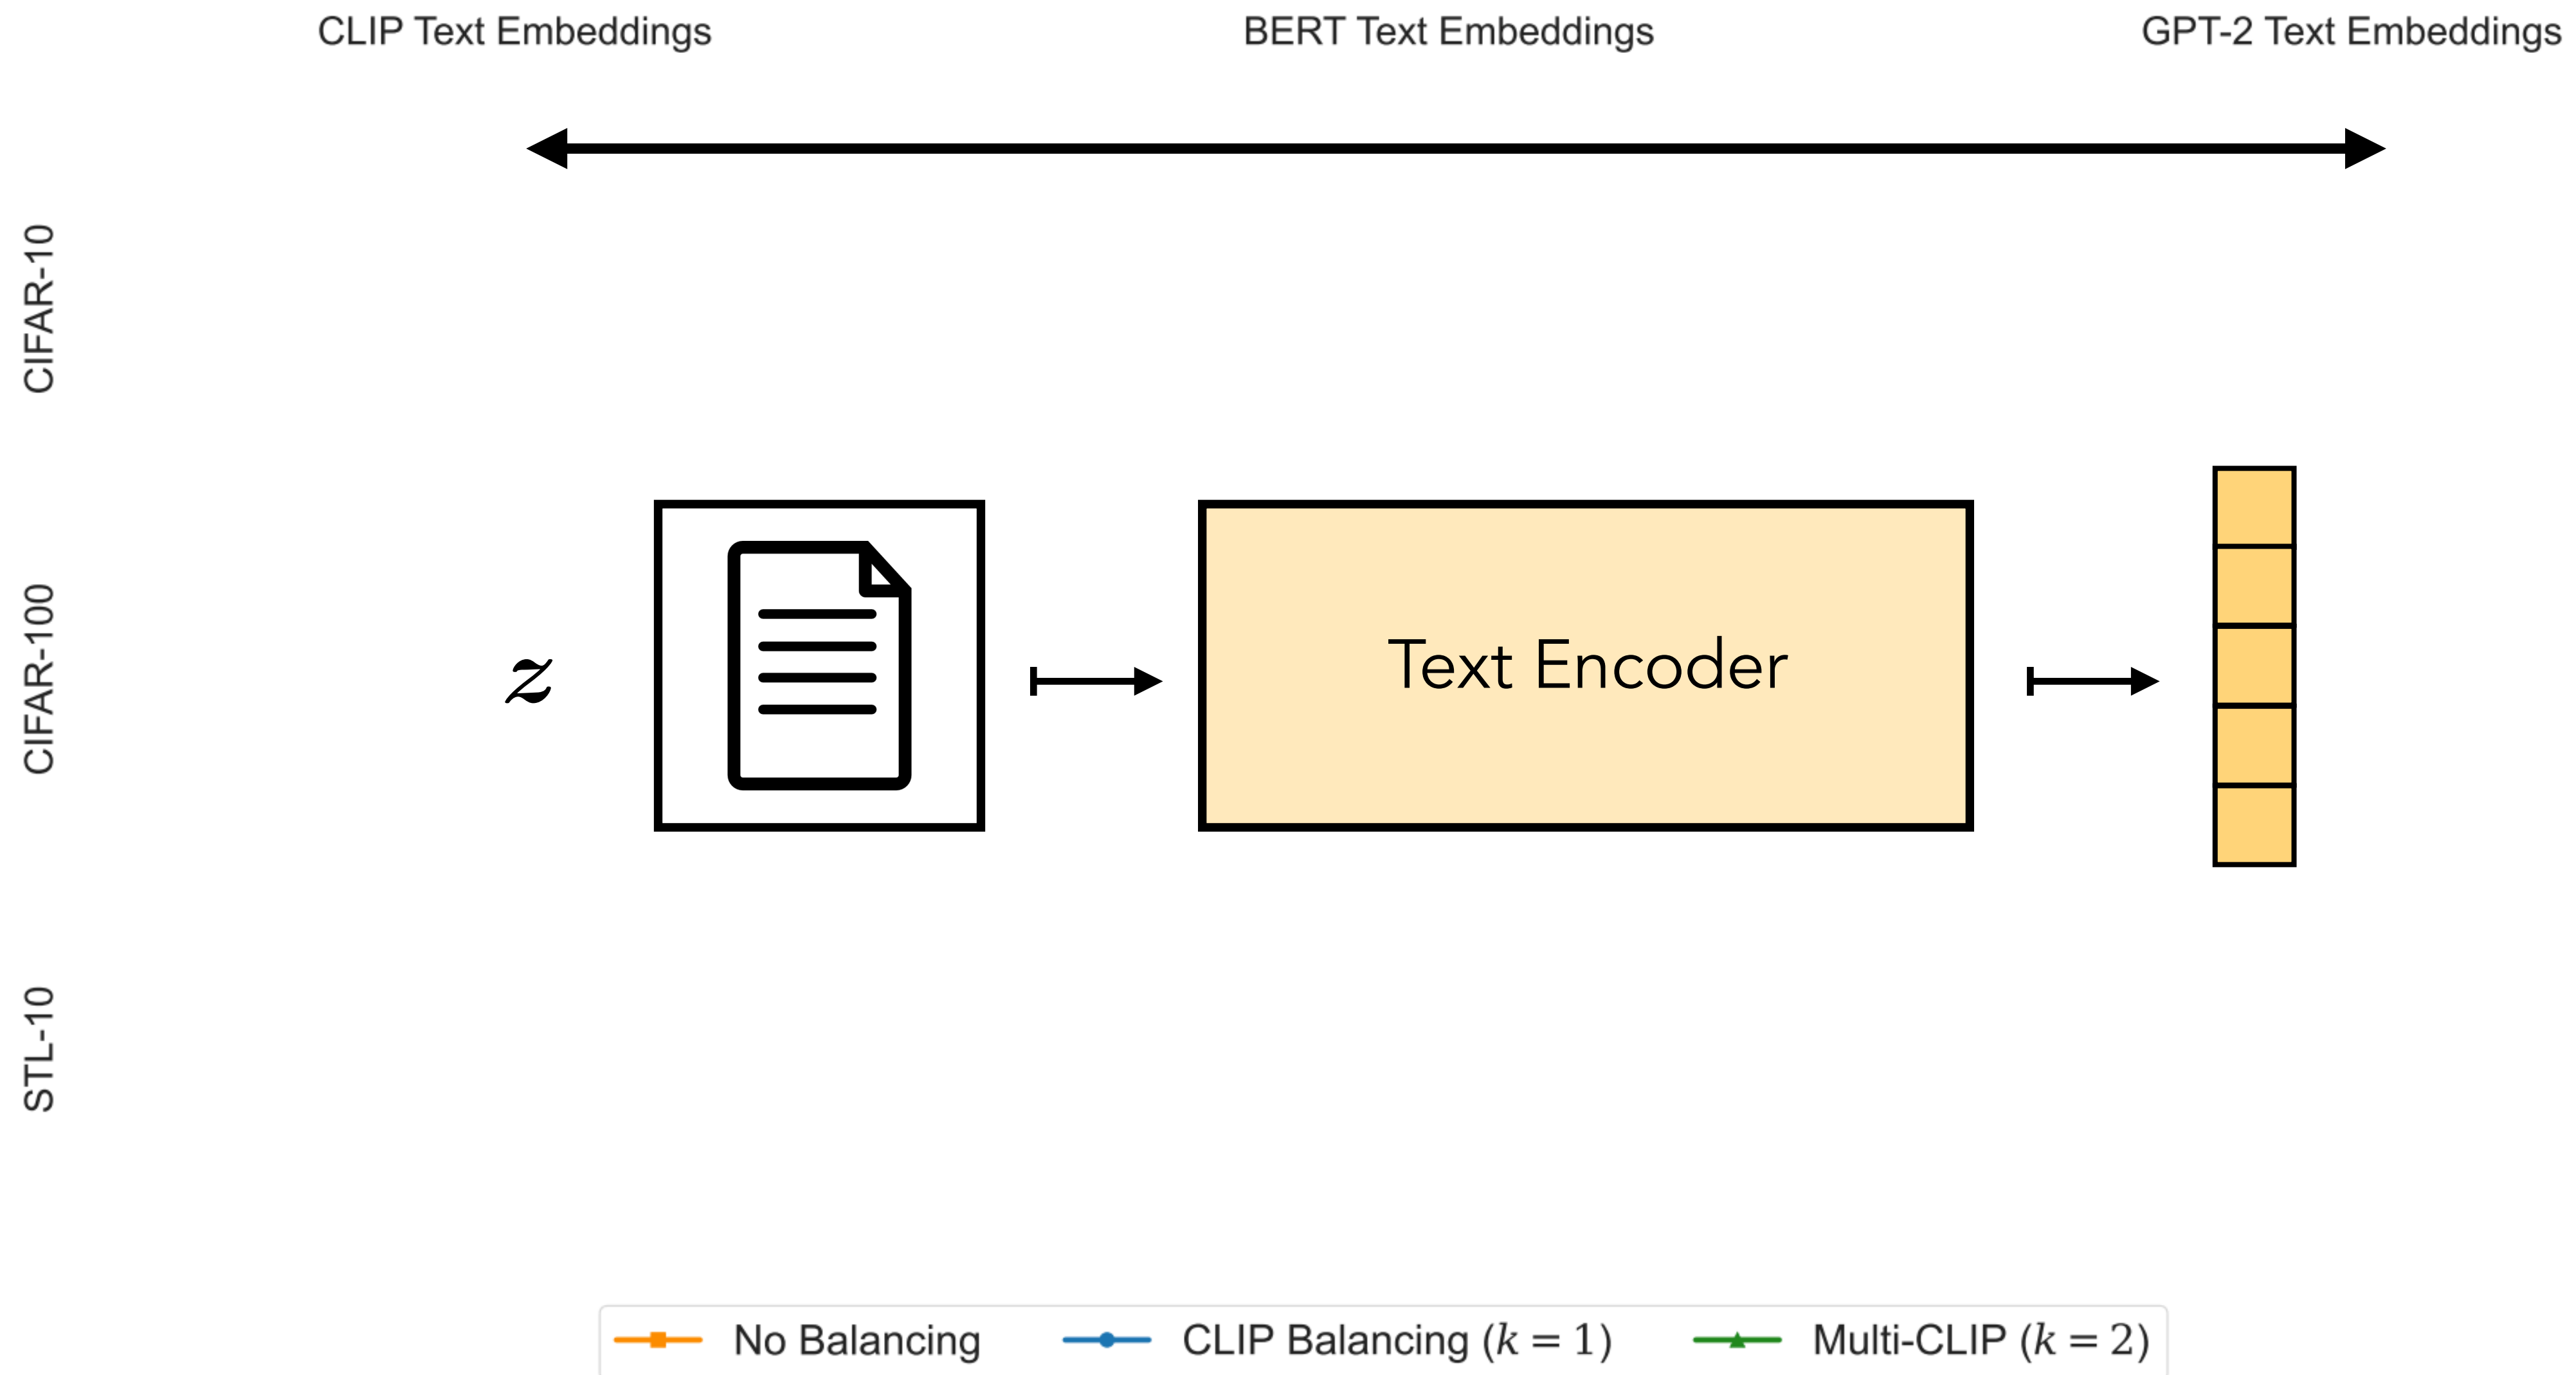 CLIP Text Embeddings BERT Text Embeddings GPT-2 Text Embeddings
CIFAR-10
CIFAR-100
z
Text Encoder
STL-10
No Balancing CLIP Balancing (k = 1) Multi-CLIP (k = 2)